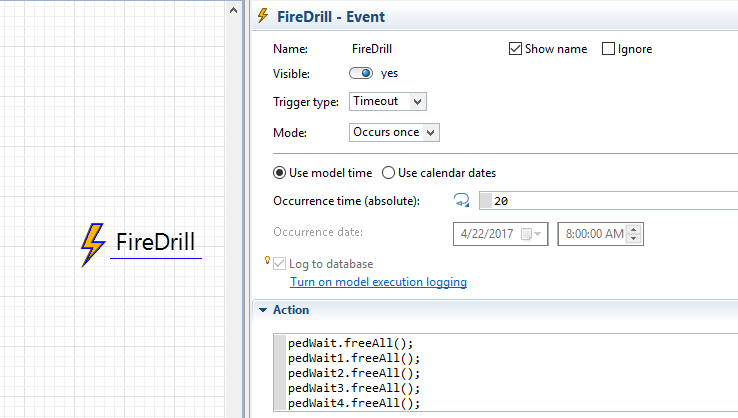 FireDrill
FireDrill - Event
Name: FireDrill Show name Ignore
Visible: yes
Trigger type: Timeout
Mode: Occurs once
Use model time Use calendar dates
Occurrence time (absolute): 20
Occurrence date: 4/22/2017 8:00:00 AM
Log to database
Turn on model execution logging
Action
pedWait.freeAll();
pedWait1.freeAll();
pedWait2.freeAll();
pedWait3.freeAll();
pedWait4.freeAll();